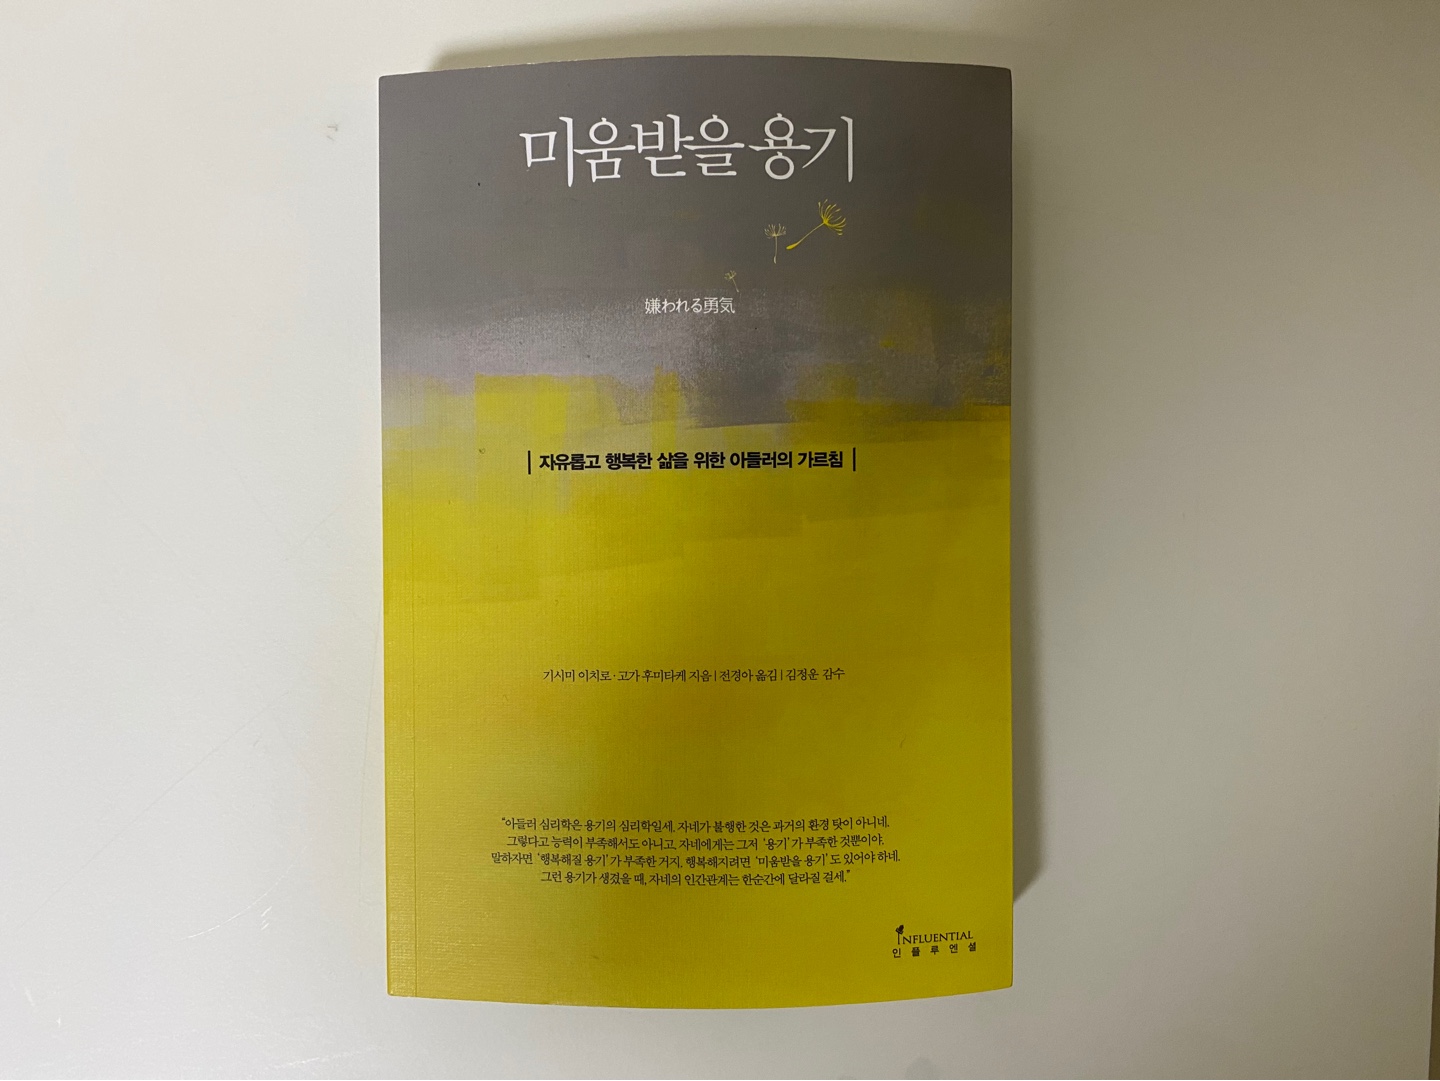 미움받을 용기
嫌われる勇気
| 자유롭고 행복한 삶을 위한 아들러의 가르침 |
기시미 이치로·고가 후미타케 지음 | 전경아 옮김 | 김정운 감수
“아들러 심리학은 용기의 심리학일세. 자네가 불행한 것은 과거의 환경 탓이 아니네.
그렇다고 능력이 부족해서도 아니고. 자네에게는 그저 ‘용기’가 부족한 것뿐이야.
말하자면 ‘행복해질 용기’가 부족한 거지. 행복해지려면 ‘미움받을 용기’도 있어야 하네.
그런 용기가 생겼을 때, 자네의 인간관계는 한순간에 달라질 걸세.”
INFLUENTIAL
인플루엔셜